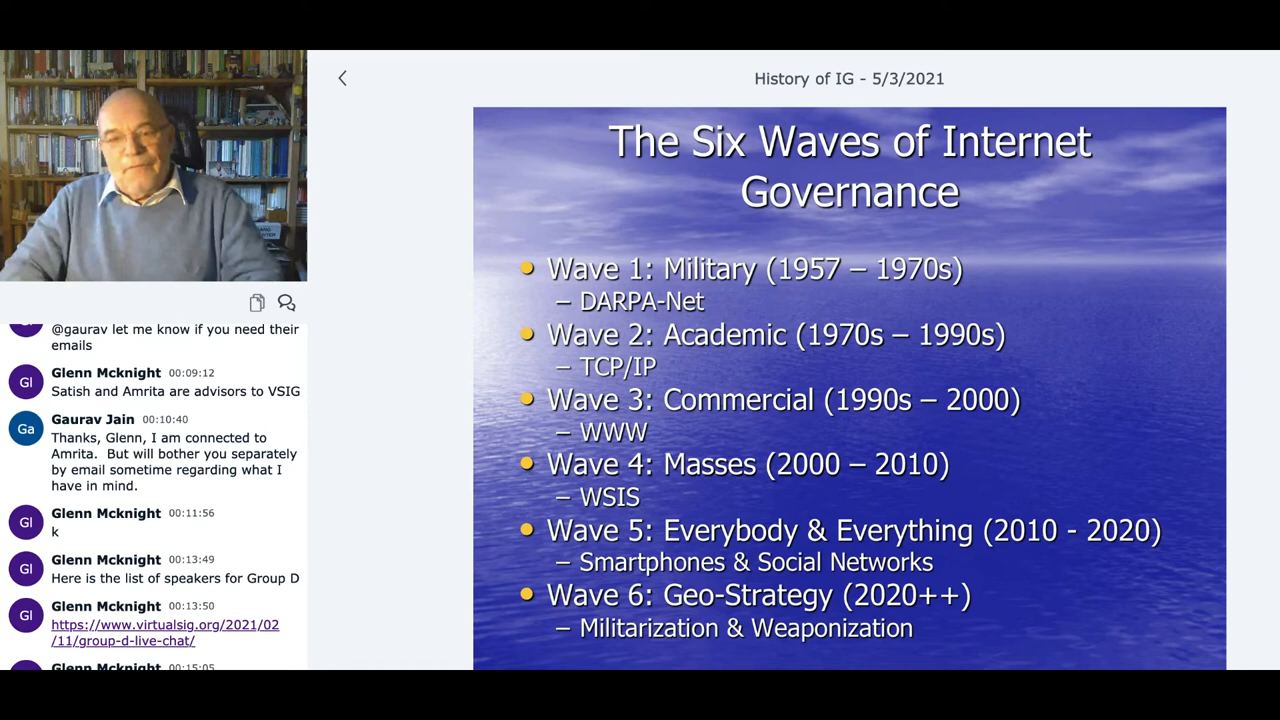 @gaurav let me know if you need their
emails
Gl
Glenn Mcknight 00:09:12
Satish and Amrita are advisors to VSIG
Ga
Gaurav Jain 00:10:40
Thanks, Glenn, I am connected to
Amrita. But will bother you separately
by email sometime regarding what I
have in mind.
Gl
Glenn Mcknight 00:11:56
k
Gl
Glenn Mcknight 00:13:49
Here is the list of speakers for Group D
Gl
Glenn Mcknight 00:13:50
https://www.virtualsig.org/2021/02
/11/group-d-live-chat/
Glenn Mcknight 00:15:05
History of IG - 5/3/2021
The Six Waves of Internet
Governance
• Wave 1: Military (1957 – 1970s)
– DARPA-Net
• Wave 2: Academic (1970s – 1990s)
– TCP/IP
• Wave 3: Commercial (1990s – 2000)
– WWW
• Wave 4: Masses (2000 – 2010)
– WSIS
• Wave 5: Everybody & Everything (2010 - 2020)
– Smartphones & Social Networks
• Wave 6: Geo-Strategy (2020++)
– Militarization & Weaponization